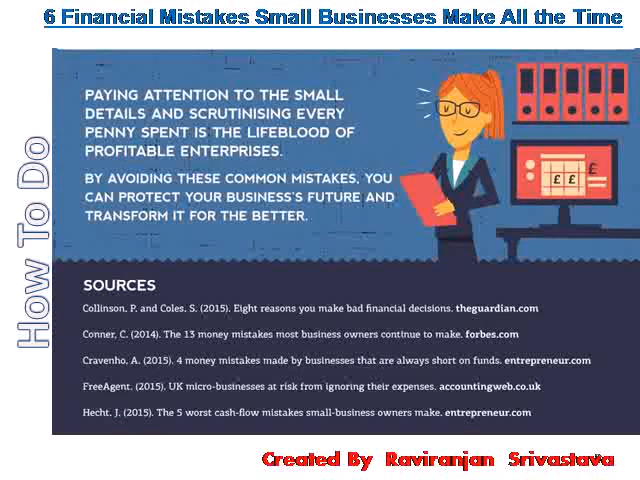 6 Financial Mistakes Small Businesses Make All the Time
How To Do
PAYING ATTENTION TO THE SMALL
DETAILS AND SCRUTINISING EVERY
PENNY SPENT IS THE LIFEBLOOD OF
PROFITABLE ENTERPRISES.
BY AVOIDING THESE COMMON MISTAKES, YOU
CAN PROTECT YOUR BUSINESS'S FUTURE AND
TRANSFORM IT FOR THE BETTER.
£
£ £
SOURCES
Collinson, P. and Coles, S. (2015). Eight reasons you make bad financial decisions. theguardian.com
Conner, C. (2014). The 13 money mistakes most business owners continue to make. forbes.com
Cravenho, A. (2015). 4 money mistakes made by businesses that are always short on funds. entrepreneur.com
FreeAgent. (2015). UK micro-businesses at risk from ignoring their expenses. accountingweb.co.uk
Hecht. J. (2015). The 5 worst cash-flow mistakes small-business owners make. entrepreneur.com
Created By Raviranjan Srivastava